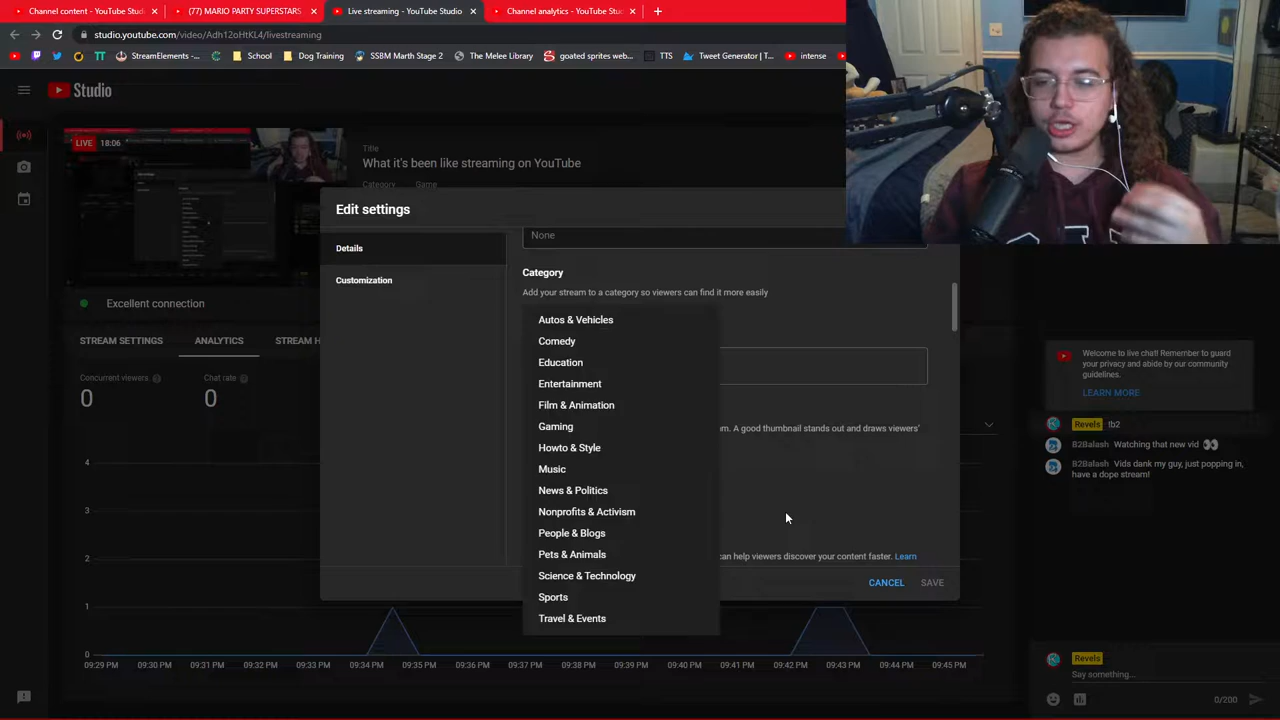 Channel content - YouTube Studi
(77) MARIO PARTY SUPERSTARS
Live streaming - YouTube Studio
Channel analytics - YouTube Stu
studio.youtube.com/video/Adh12oHtKL4/livestreaming
StreamElements -...
School
Dog Training
SSBM Marth Stage 2
The Melee Library
goated sprites web...
TTS
Tweet Generator | T...
intense
Studio
LIVE 18:06
Title
What it's been like streaming on YouTube
Category
Game
Excellent connection
STREAM SETTINGS
ANALYTICS
STREAM H
Concurrent viewers
0
Chat rate
0
4
3
2
1
0
09:29 PM
09:30 PM
09:31 PM
09:32 PM
09:33 PM
09:34 PM
09:35 PM
09:36 PM
09:37 PM
09:38 PM
09:39 PM
09:40 PM
09:41 PM
09:42 PM
09:43 PM
09:44 PM
09:45 PM
Edit settings
Details
Customization
None
Category
Add your stream to a category so viewers can find it more easily
Autos & Vehicles
Comedy
Education
Entertainment
Film & Animation
Gaming
Howto & Style
Music
News & Politics
Nonprofits & Activism
People & Blogs
Pets & Animals
Science & Technology
Sports
Travel & Events
am. A good thumbnail stands out and draws viewers'
can help viewers discover your content faster. Learn
CANCEL
SAVE
Welcome to live chat! Remember to guard
your privacy and abide by our community
guidelines.
LEARN MORE
Revels !b2
B2Balash Watching that new vid 👀
B2Balash Vids dank my guy, just popping in,
have a dope stream!
Revels
Say something...
0/200